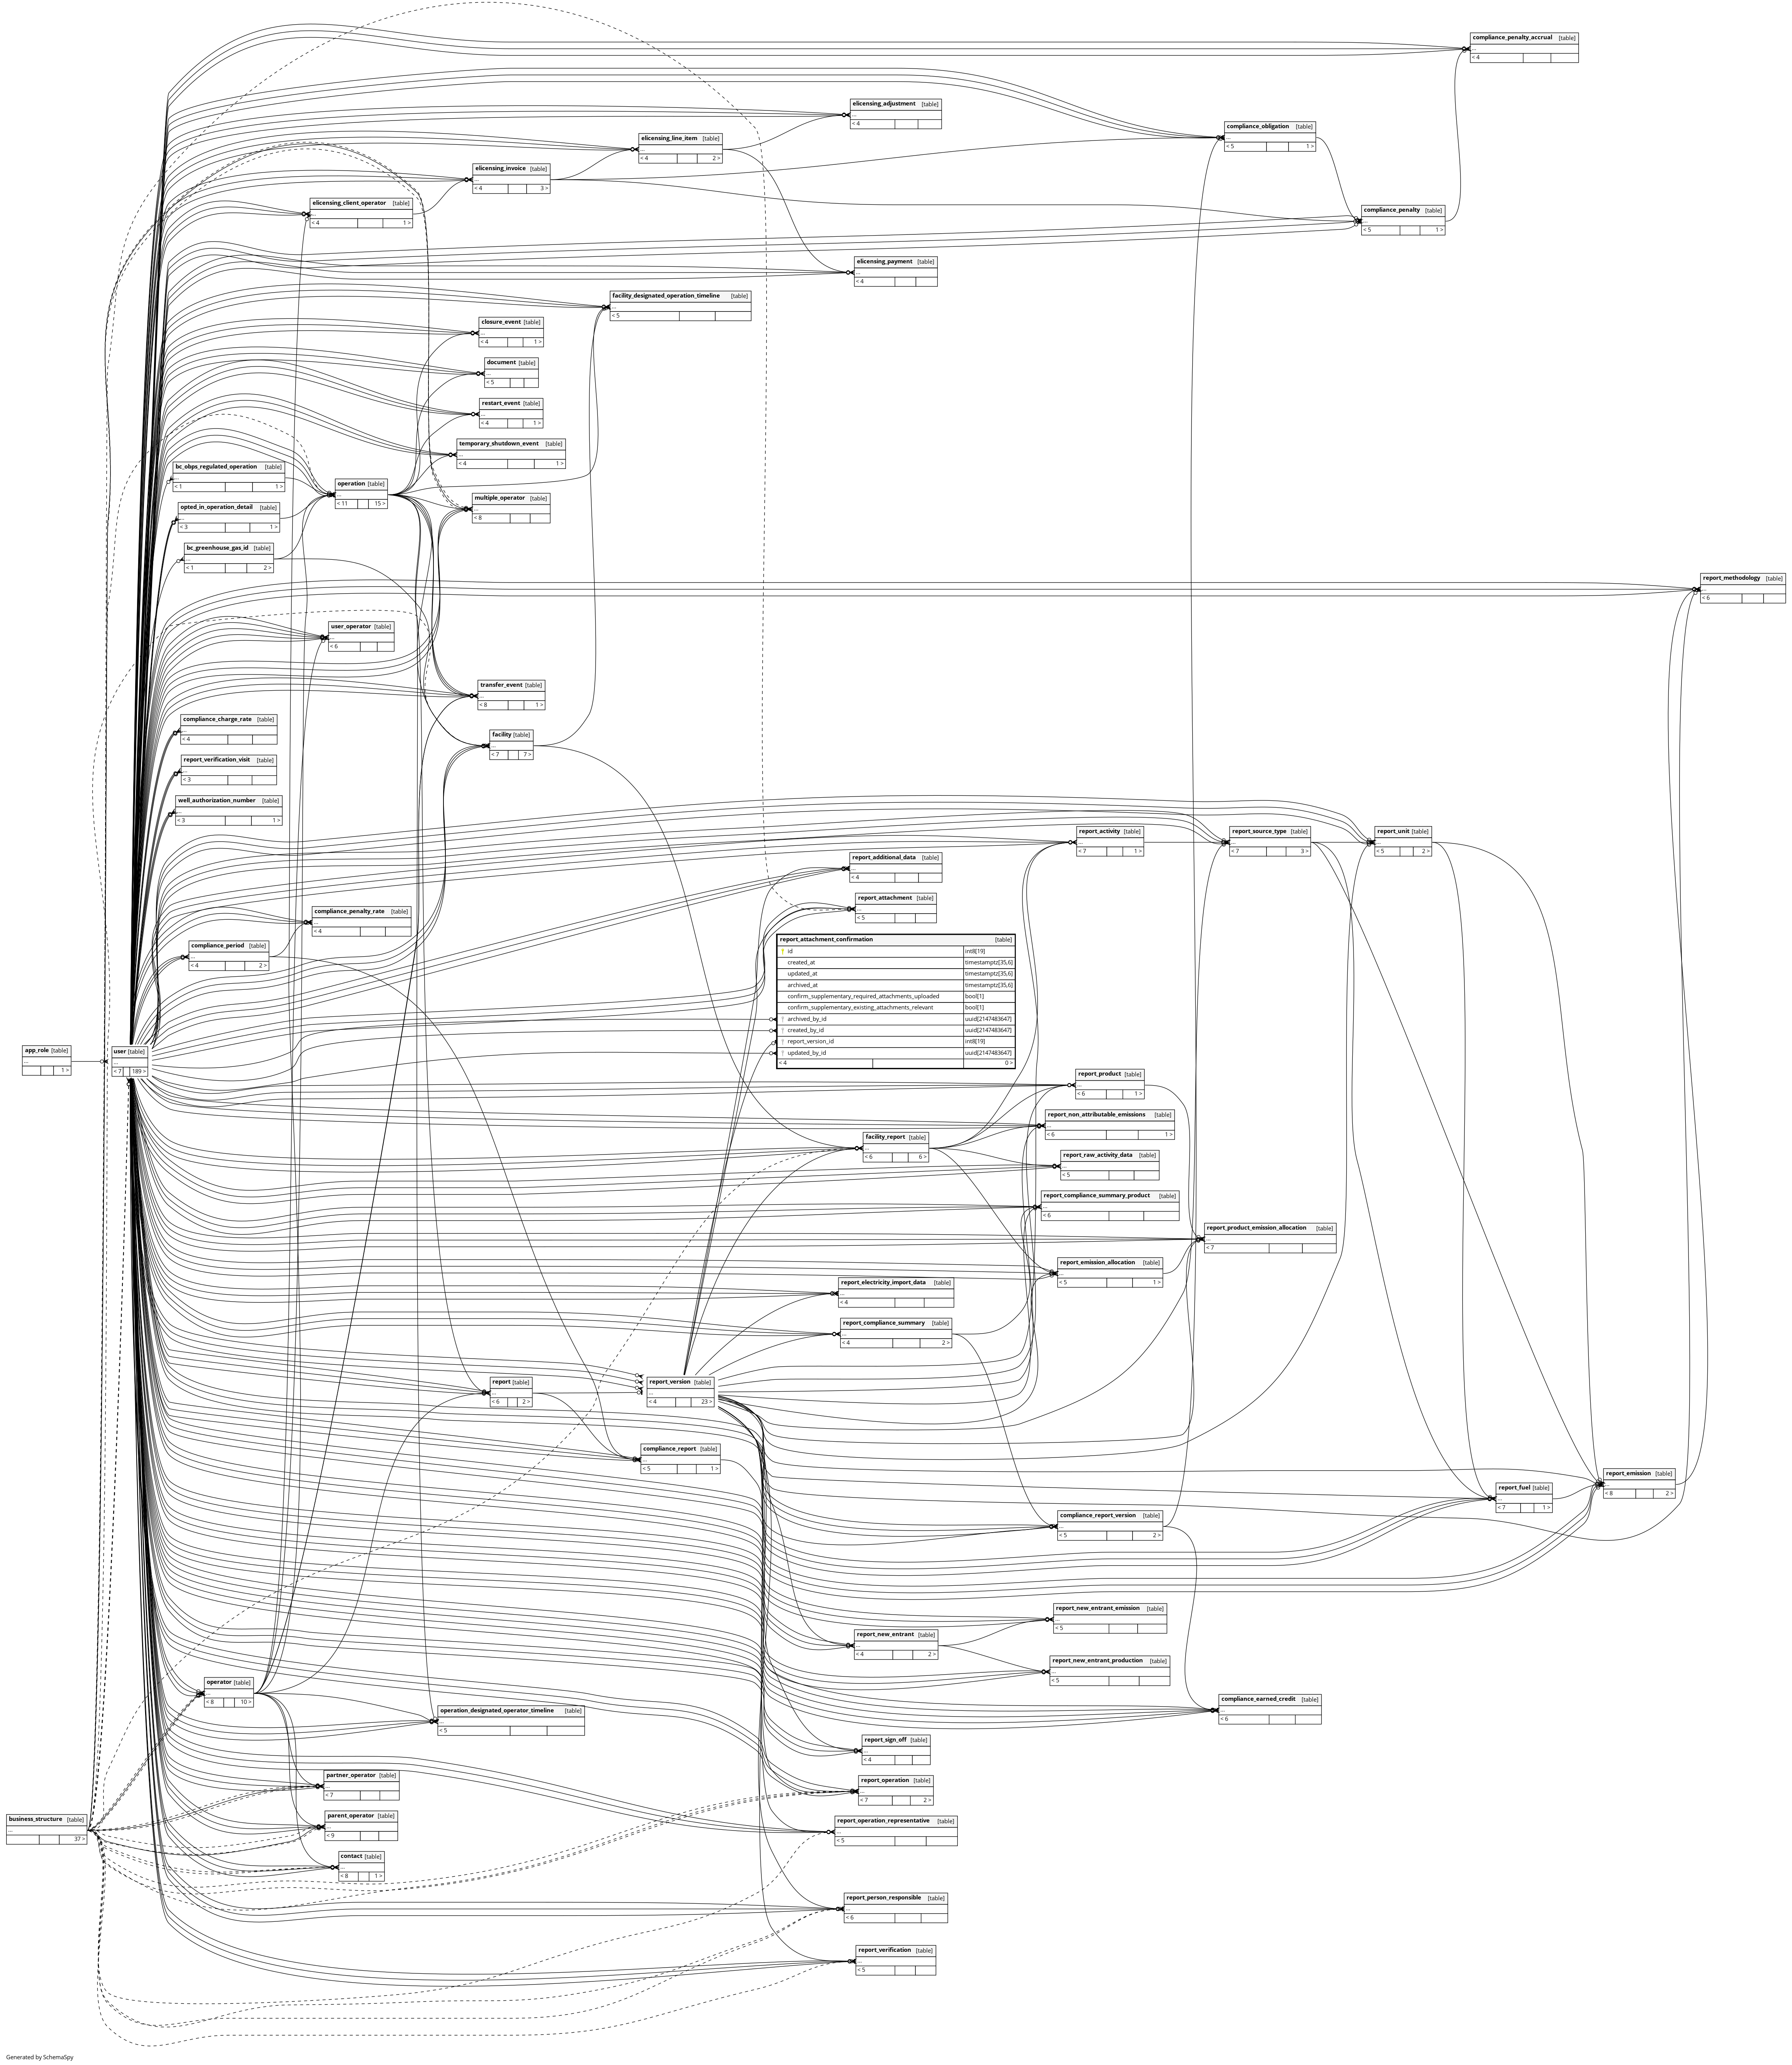 compliance_penalty_accrual [table]
...
< 4
elicensing_adjustment [table]
...
< 4
compliance_obligation [table]
...
< 5 1 >
elicensing_line_item [table]
...
< 4 2 >
elicensing_invoice [table]
...
< 4 3 >
elicensing_client_operator [table]
...
< 4 1 >
compliance_penalty [table]
...
< 5 1 >
elicensing_payment [table]
...
< 4
facility_designated_operation_timeline [table]
...
< 5
closure_event [table]
...
< 4 1 >
document [table]
...
< 5
restart_event [table]
...
< 4 1 >
temporary_shutdown_event [table]
...
< 4 1 >
bc_obps_regulated_operation [table]
...
< 1 1 >
operation [table]
...
< 11 15 >
multiple_operator [table]
...
< 8
opted_in_operation_detail [table]
...
< 3 1 >
bc_greenhouse_gas_id [table]
...
< 1 2 >
report_methodology [table]
...
< 6
user_operator [table]
...
< 6
transfer_event [table]
...
< 8 1 >
compliance_charge_rate [table]
...
< 4
facility [table]
...
< 7 7 >
report_verification_visit [table]
...
< 3
well_authorization_number [table]
...
< 3 1 >
report_activity [table]
...
< 7 1 >
report_source_type [table]
...
< 7 3 >
report_unit [table]
...
< 5 2 >
report_additional_data [table]
...
< 4
report_attachment [table]
...
< 5
compliance_penalty_rate [table]
...
< 4
compliance_period [table]
...
< 4 2 >
report_attachment_confirmation [table]
id int8[19]
created_at timestamptz[35,6]
updated_at timestamptz[35,6]
archived_at timestamptz[35,6]
confirm_supplementary_required_attachments_uploaded bool[1]
confirm_supplementary_existing_attachments_relevant bool[1]
archived_by_id uuid[2147483647]
created_by_id uuid[2147483647]
report_version_id int8[19]
updated_by_id uuid[2147483647]
< 4 0 >
app_role [table]
...
1 >
user [table]
...
< 7 189 >
report_product [table]
...
< 6 1 >
report_non_attributable_emissions [table]
...
< 6 1 >
facility_report [table]
...
< 6 6 >
report_raw_activity_data [table]
...
< 5
report_compliance_summary_product [table]
...
< 6
report_product_emission_allocation [table]
...
< 7
report_emission_allocation [table]
...
< 5 1 >
report_electricity_import_data [table]
...
< 4
report_compliance_summary [table]
...
< 4 2 >
report [table]
...
< 6 2 >
report_version [table]
...
< 4 23 >
compliance_report [table]
...
< 5 1 >
report_emission [table]
...
< 8 2 >
report_fuel [table]
...
< 7 1 >
compliance_report_version [table]
...
< 5 2 >
report_new_entrant_emission [table]
...
< 5
report_new_entrant [table]
...
< 4 2 >
report_new_entrant_production [table]
...
< 5
operator [table]
...
< 8 10 >
compliance_earned_credit [table]
...
< 6
operation_designated_operator_timeline [table]
...
< 5
report_sign_off [table]
...
< 4
partner_operator [table]
...
< 7
report_operation [table]
...
< 7 2 >
business_structure [table]
...
37 >
parent_operator [table]
...
< 9
report_operation_representative [table]
...
< 5
contact [table]
...
< 8 1 >
report_person_responsible [table]
...
< 6
report_verification [table]
...
< 5
Generated by SchemaSpy